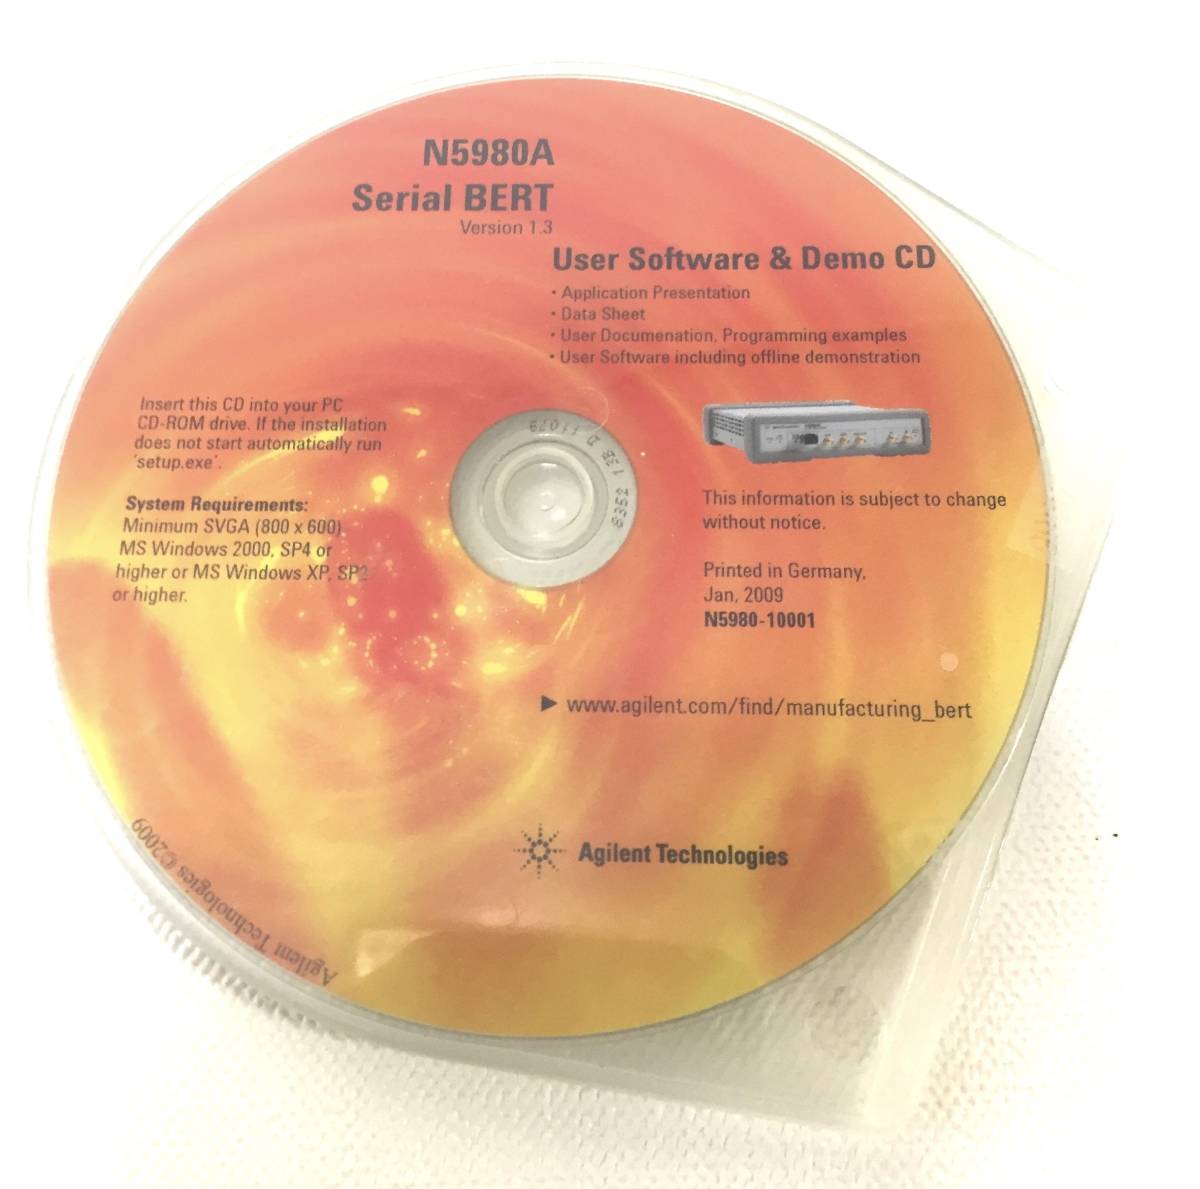 N5980A
Serial BERT
Version 1.3
User Software & Demo CD
• Application Presentation
• Data Sheet
• User Documenation, Programming examples
• User Software including offline demonstration
Insert this CD into your PC
CD-ROM drive. If the installation
does not start automatically run
'setup.exe'.
System Requirements:
Minimum SVGA (800 x 600)
MS Windows 2000, SP4 or
higher or MS Windows XP, SP2
or higher.
This information is subject to change
without notice.
Printed in Germany,
Jan, 2009
N5980-10001
► www.agilent.com/find/manufacturing_bert
Agilent Technologies
Agilent Technologies ©2009